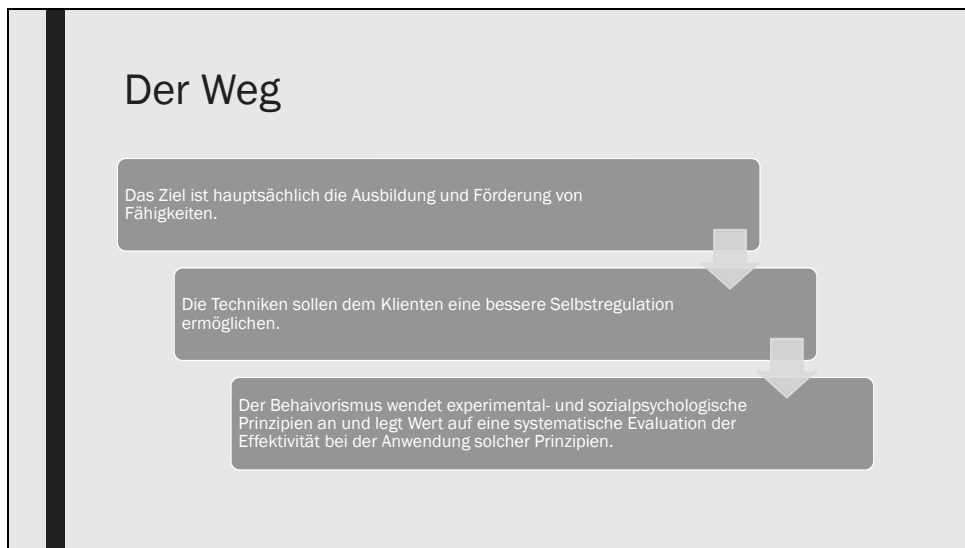 Der Weg
Das Ziel ist hauptsächlich die Ausbildung und Förderung von
Fähigkeiten.
Die Techniken sollen dem Klienten eine bessere Selbstregulation
ermöglichen.
Der Behaivorismus wendet experimental- und sozialpsychologische
Prinzipien an und legt Wert auf eine systematische Evaluation der
Effektivität bei der Anwendung solcher Prinzipien.